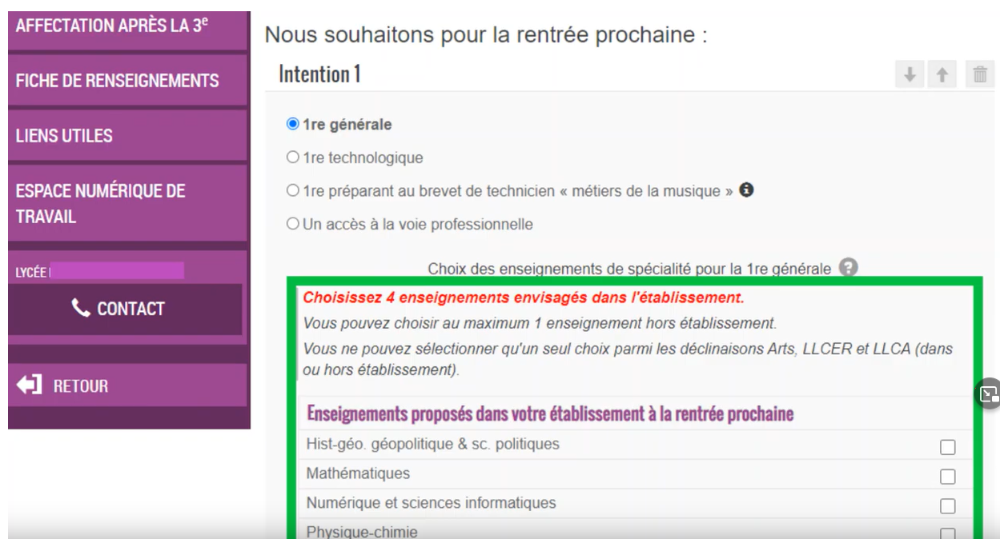 AFFECTATION APRÈS LA 3e
FICHE DE RENSEIGNEMENTS
LIENS UTILES
ESPACE NUMÉRIQUE DE
TRAVAIL
LYCÉE
CONTACT
RETOUR
Nous souhaitons pour la rentrée prochaine :
Intention 1
1re générale
1re technologique
1re préparant au brevet de technicien « métiers de la musique »
Un accès à la voie professionnelle
Choix des enseignements de spécialité pour la 1re générale
Choisissez 4 enseignements envisagés dans l'établissement.
Vous pouvez choisir au maximum 1 enseignement hors établissement.
Vous ne pouvez sélectionner qu'un seul choix parmi les déclinaisons Arts, LLCER et LLCA (dans
ou hors établissement).
Enseignements proposés dans votre établissement à la rentrée prochaine
Hist-géo. géopolitique & sc. politiques
Mathématiques
Numérique et sciences informatiques
Physique-chimie